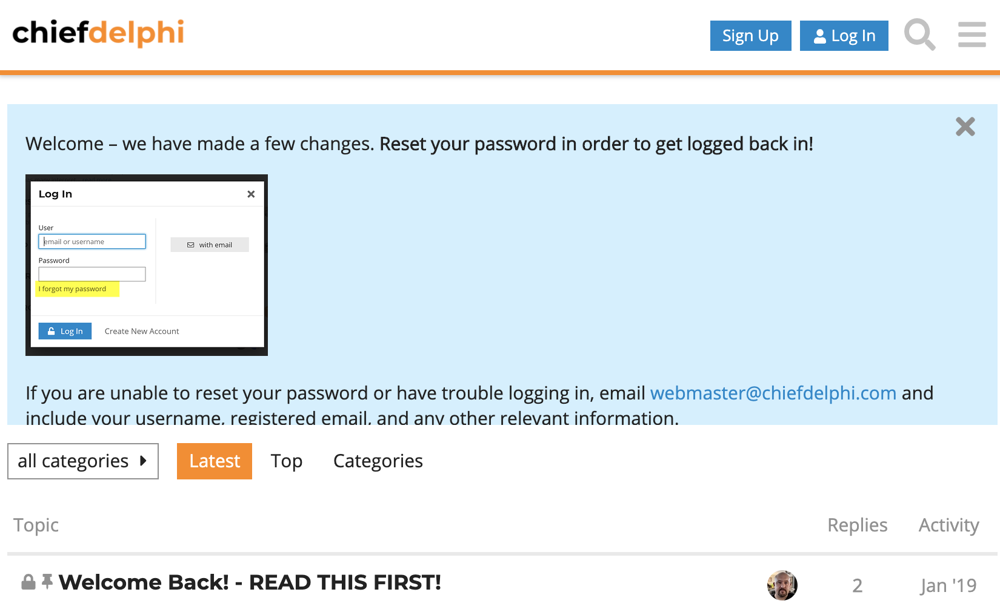 chiefdelphi
Sign Up
Log In
Welcome – we have made a few changes. Reset your password in order to get logged back in!
Log In
User
email or username
with email
Password
I forgot my password
Log In
Create New Account
If you are unable to reset your password or have trouble logging in, email webmaster@chiefdelphi.com and
include your username, registered email, and any other relevant information.
all categories
Latest
Top
Categories
Topic
Replies
Activity
Welcome Back! - READ THIS FIRST!
2
Jan '19